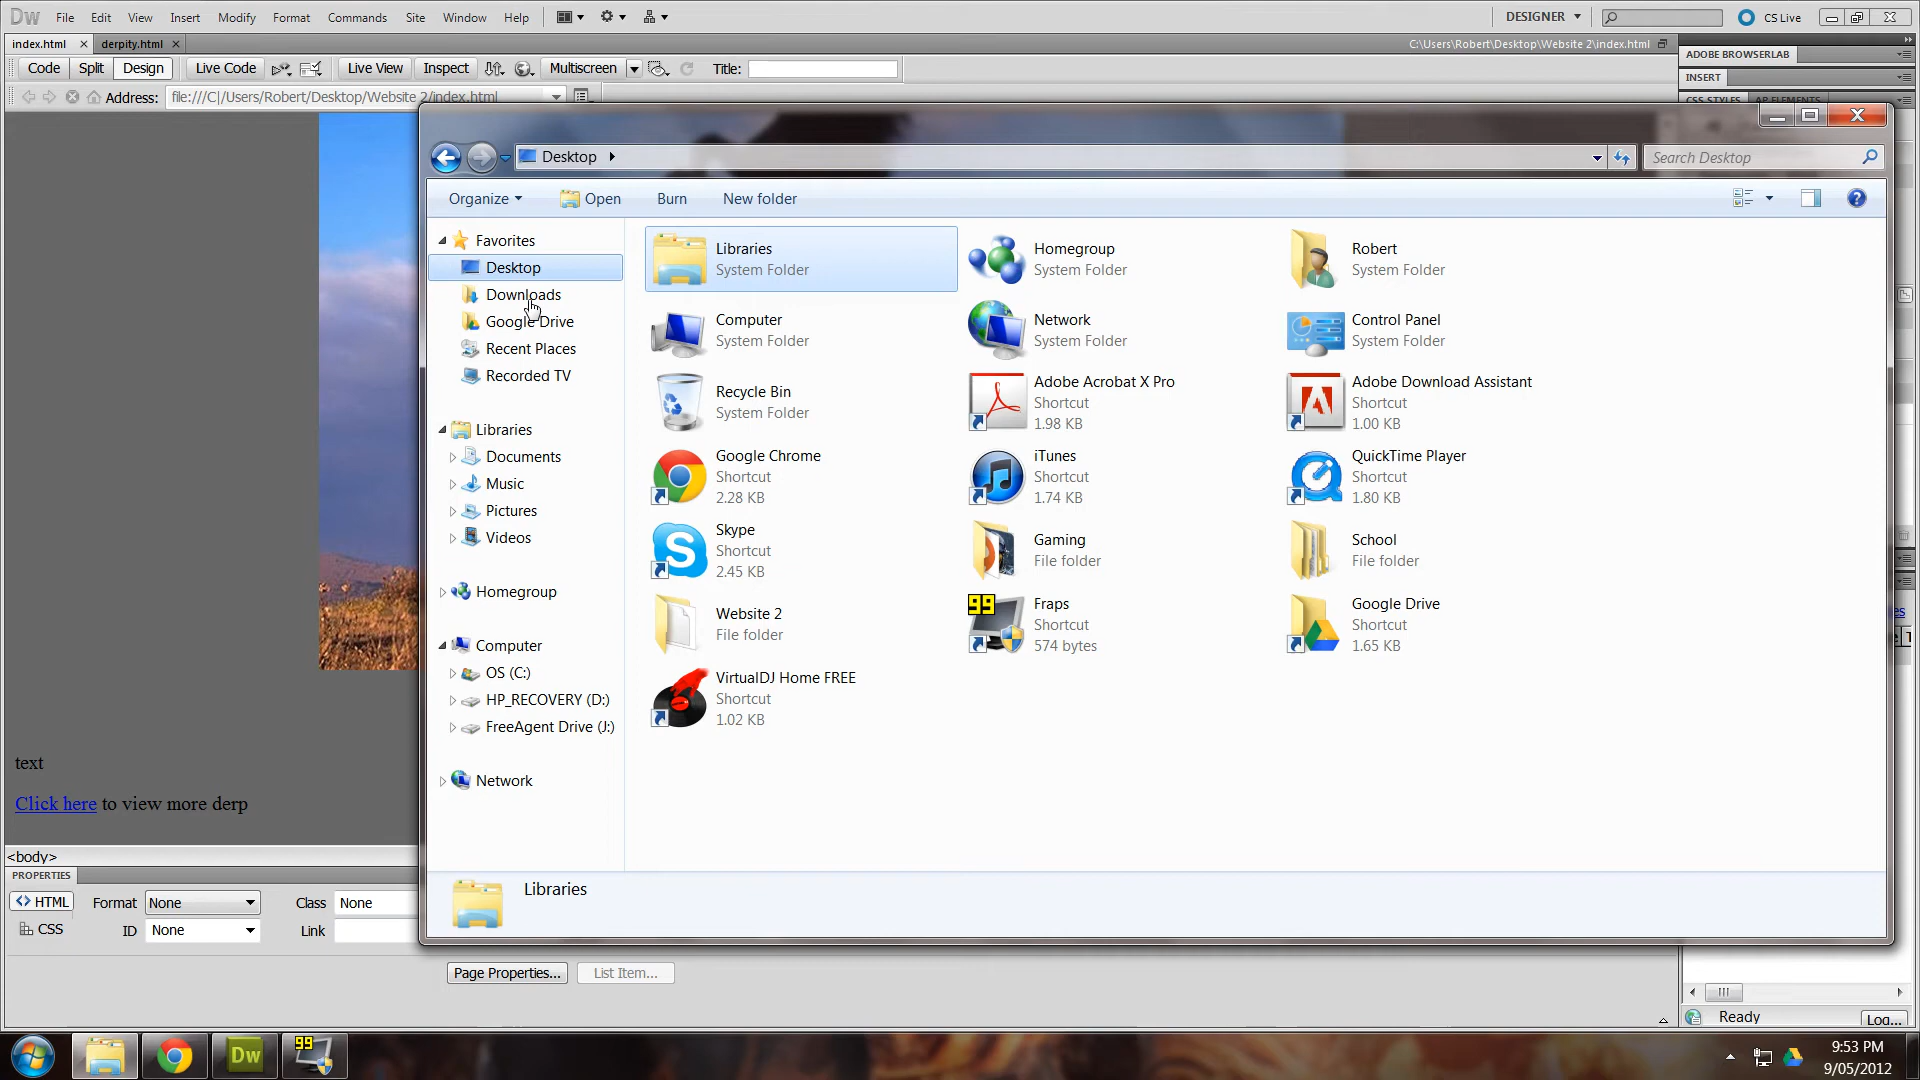 Dw File Edit View Insert Modify Format Commands Site Window Help DESIGNER CS Live
index.html derpity.html C:\Users\Robert\Desktop\Website 2\index.html
Code Split Design Live Code Live View Inspect Multiscreen Title:
Address: file:///C|/Users/Robert/Desktop/Website 2/index.html
ADOBE BROWSERLAB
INSERT
CSS STYLES AP ELEMENTS
Desktop Search Desktop
Organize Open Burn New folder
Favorites
Desktop
Downloads
Google Drive
Recent Places
Recorded TV
Libraries
Documents
Music
Pictures
Videos
Homegroup
Computer
OS (C:)
HP_RECOVERY (D:)
FreeAgent Drive (J:)
Network
Libraries
System Folder
Homegroup
System Folder
Robert
System Folder
Computer
System Folder
Network
System Folder
Control Panel
System Folder
Recycle Bin
System Folder
Adobe Acrobat X Pro
Shortcut
1.98 KB
Adobe Download Assistant
Shortcut
1.00 KB
Google Chrome
Shortcut
2.28 KB
iTunes
Shortcut
1.74 KB
QuickTime Player
Shortcut
1.80 KB
Skype
Shortcut
2.45 KB
Gaming
File folder
School
File folder
Website 2
File folder
99
Fraps
Shortcut
574 bytes
Google Drive
Shortcut
1.65 KB
VirtualDJ Home FREE
Shortcut
1.02 KB
Libraries
text
Click here to view more derp
<body>
PROPERTIES
HTML Format None Class None
CSS ID None Link
Page Properties... List Item...
Ready Log...
Dw 99
9:53 PM
9/05/2012